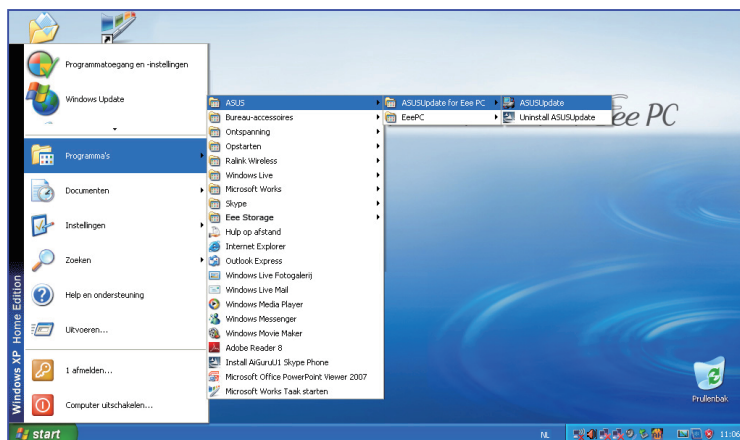 Programmatoegang en -instellingen
Windows Update
Programma's
Documenten
Instellingen
Zoeken
Help en ondersteuning
Uitvoeren...
1 afmelden...
Computer uitschakelen...
Windows XP Home Edition
ASUS
Bureau-accessoires
Ontspanning
Opstarten
Ralink Wireless
Windows Live
Microsoft Works
Skype
Eee Storage
Hulp op afstand
Internet Explorer
Outlook Express
Windows Live Fotogalerij
Windows Live Mail
Windows Media Player
Windows Messenger
Windows Movie Maker
Adobe Reader 8
Install AiGuruU1 Skype Phone
Microsoft Office PowerPoint Viewer 2007
Microsoft Works Taak starten
ASUSUpdate for Eee PC
EeePC
ASUSUpdate
Uninstall ASUSUpdate
Eee PC
Prullenbak
start
NL
11:06